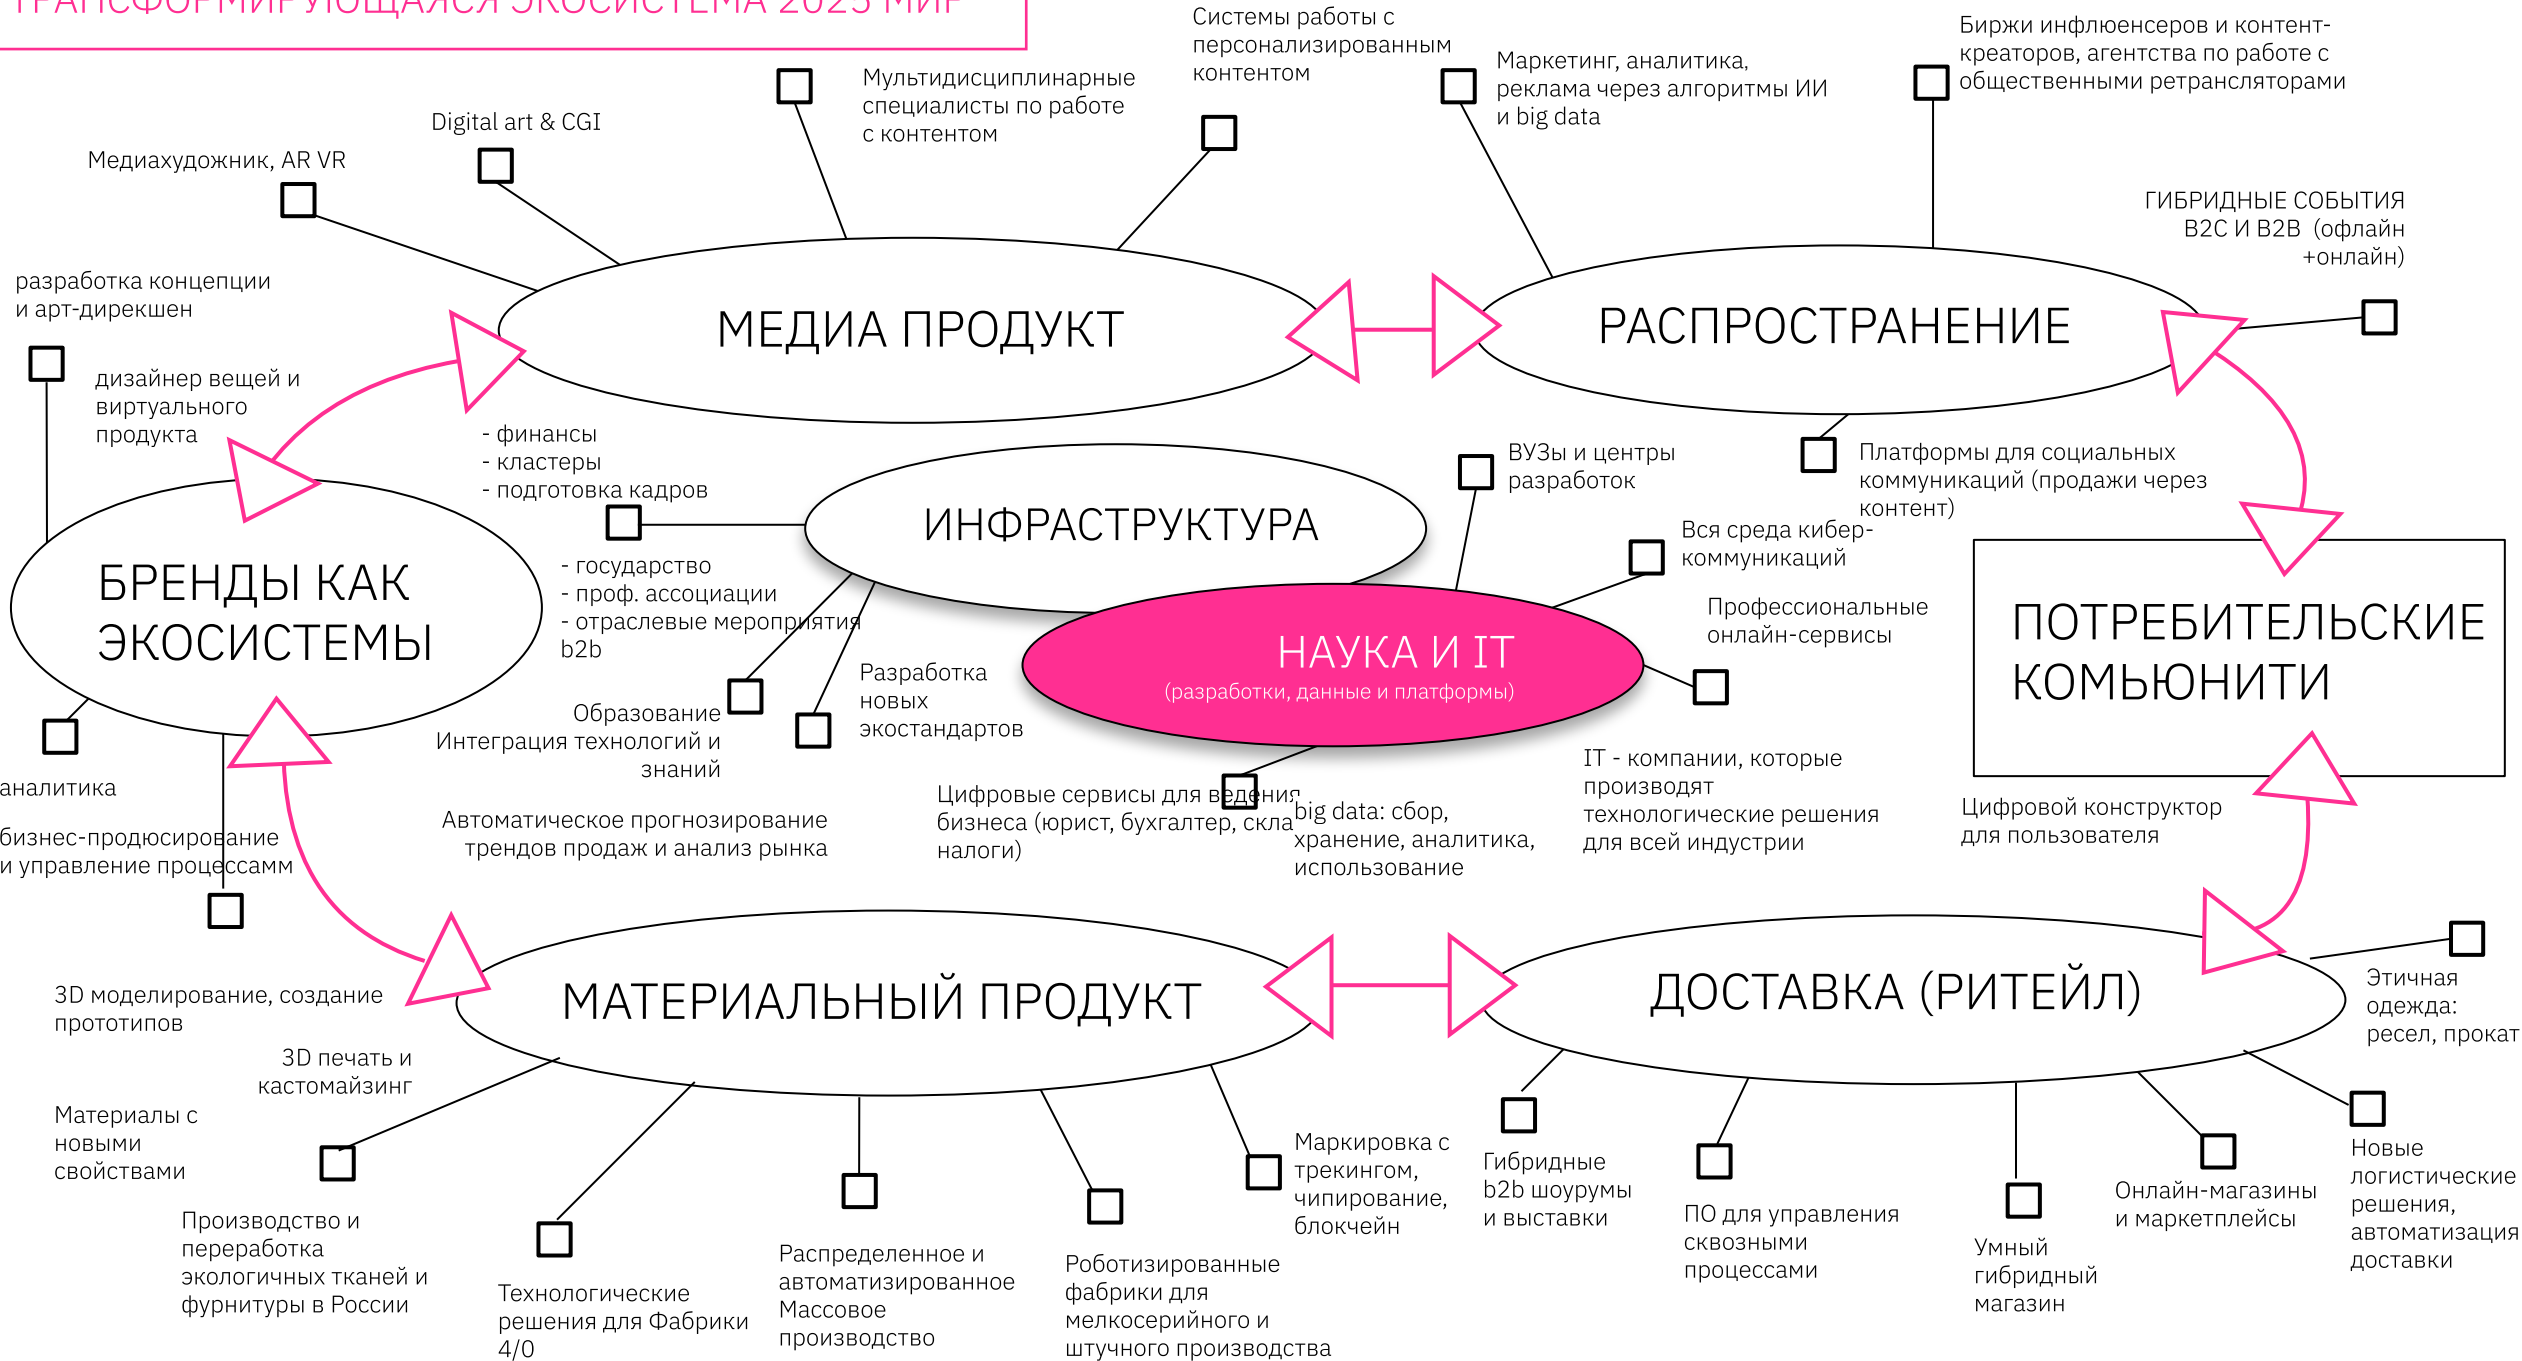 ТРАНСФОРМИРУЮЩАЯСЯ ЭКОСИСТЕМА 2025 МИР
Системы работы с
персонализированным
контентом
Биржи инфлюенсеров и контент-
креаторов, агентства по работе с
общественными ретрансляторами
Маркетинг, аналитика,
реклама через алгоритмы ИИ
и big data
Мультидисциплинарные
специалисты по работе
с контентом
Digital art & CGI
Медиахудожник, AR VR
ГИБРИДНЫЕ СОБЫТИЯ
B2C И B2B (офлайн
+онлайн)
разработка концепции
и арт-дирекшен
МЕДИА ПРОДУКТ
РАСПРОСТРАНЕНИЕ
дизайнер вещей и
виртуального
продукта
- финансы
- кластеры
- подготовка кадров
ВУЗы и центры
разработок
Платформы для социальных
коммуникаций (продажи через
контент)
ИНФРАСТРУКТУРА
Вся среда кибер-
коммуникаций
БРЕНДЫ КАК
ЭКОСИСТЕМЫ
- государство
- проф. ассоциации
- отраслевые мероприятия
b2b
Профессиональные
онлайн-сервисы
ПОТРЕБИТЕЛЬСКИЕ
КОМЬЮНИТИ
НАУКА И IT
(разработки, данные и платформы)
Разработка
новых
экостандартов
Образование
Интеграция технологий и
знаний
IT - компании, которые
производят
технологические решения
для всей индустрии
аналитика
бизнес-продюсирование
и управление процессамм
Автоматическое прогнозирование
трендов продаж и анализ рынка
Цифровые сервисы для ведения
бизнеса (юрист, бухгалтер, скла
налоги)
big data: сбор,
хранение, аналитика,
использование
Цифровой конструктор
для пользователя
3D моделирование, создание
прототипов
МАТЕРИАЛЬНЫЙ ПРОДУКТ
ДОСТАВКА (РИТЕЙЛ)
Этичная
одежда:
ресел, прокат
3D печать и
кастомайзинг
Материалы с
новыми
свойствами
Производство и
переработка
экологичных тканей и
фурнитуры в России
Технологические
решения для Фабрики
4/0
Распределенное и
автоматизированное
Массовое
производство
Роботизированные
фабрики для
мелкосерийного и
штучного производства
Маркировка с
трекингом,
чипирование,
блокчейн
Гибридные
b2b шоурумы
и выставки
ПО для управления
сквозными
процессами
Умный
гибридный
магазин
Онлайн-магазины
и маркетплейсы
Новые
логистические
решения,
автоматизация
доставки